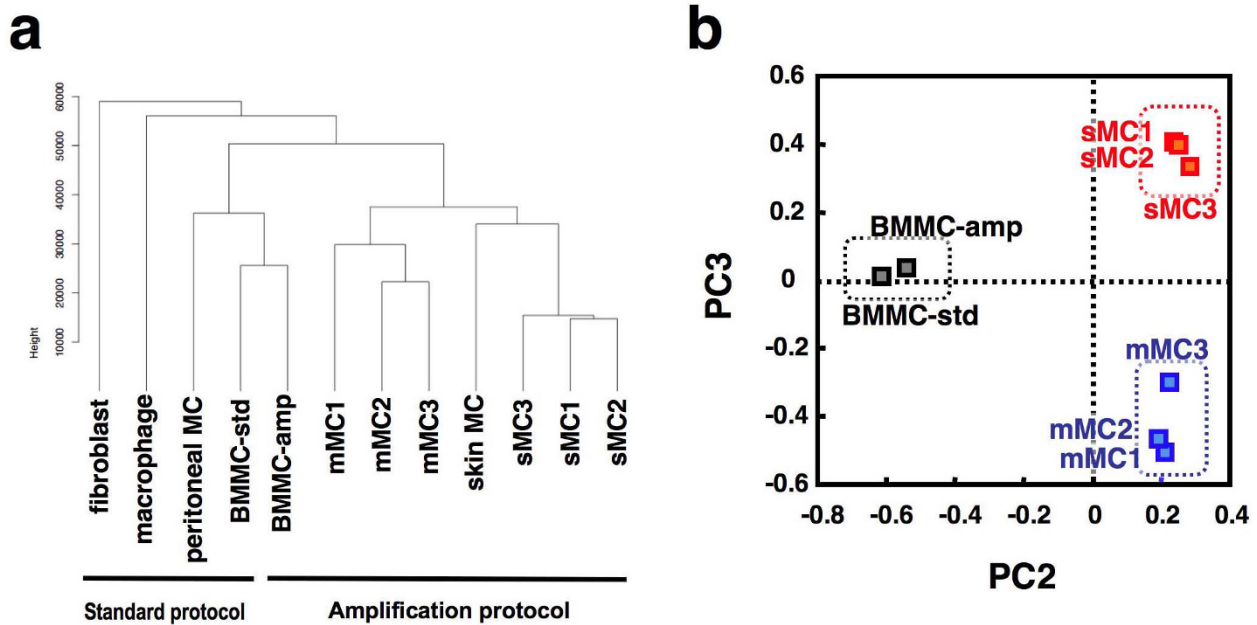 a
60000
50000
40000
30000
20000
10000
Height
fibroblast
macrophage
peritoneal MC
BMMC-std
BMMC-amp
mMC1
mMC2
mMC3
skin MC
sMC3
sMC1
sMC2
Standard protocol
Amplification protocol
b
0.6
0.4
0.2
0
-0.2
-0.4
-0.6
PC3
sMC1
sMC2
sMC3
BMMC-amp
BMMC-std
mMC3
mMC2
mMC1
-0.8 -0.6 -0.4 -0.2 0 0.2 0.4
PC2